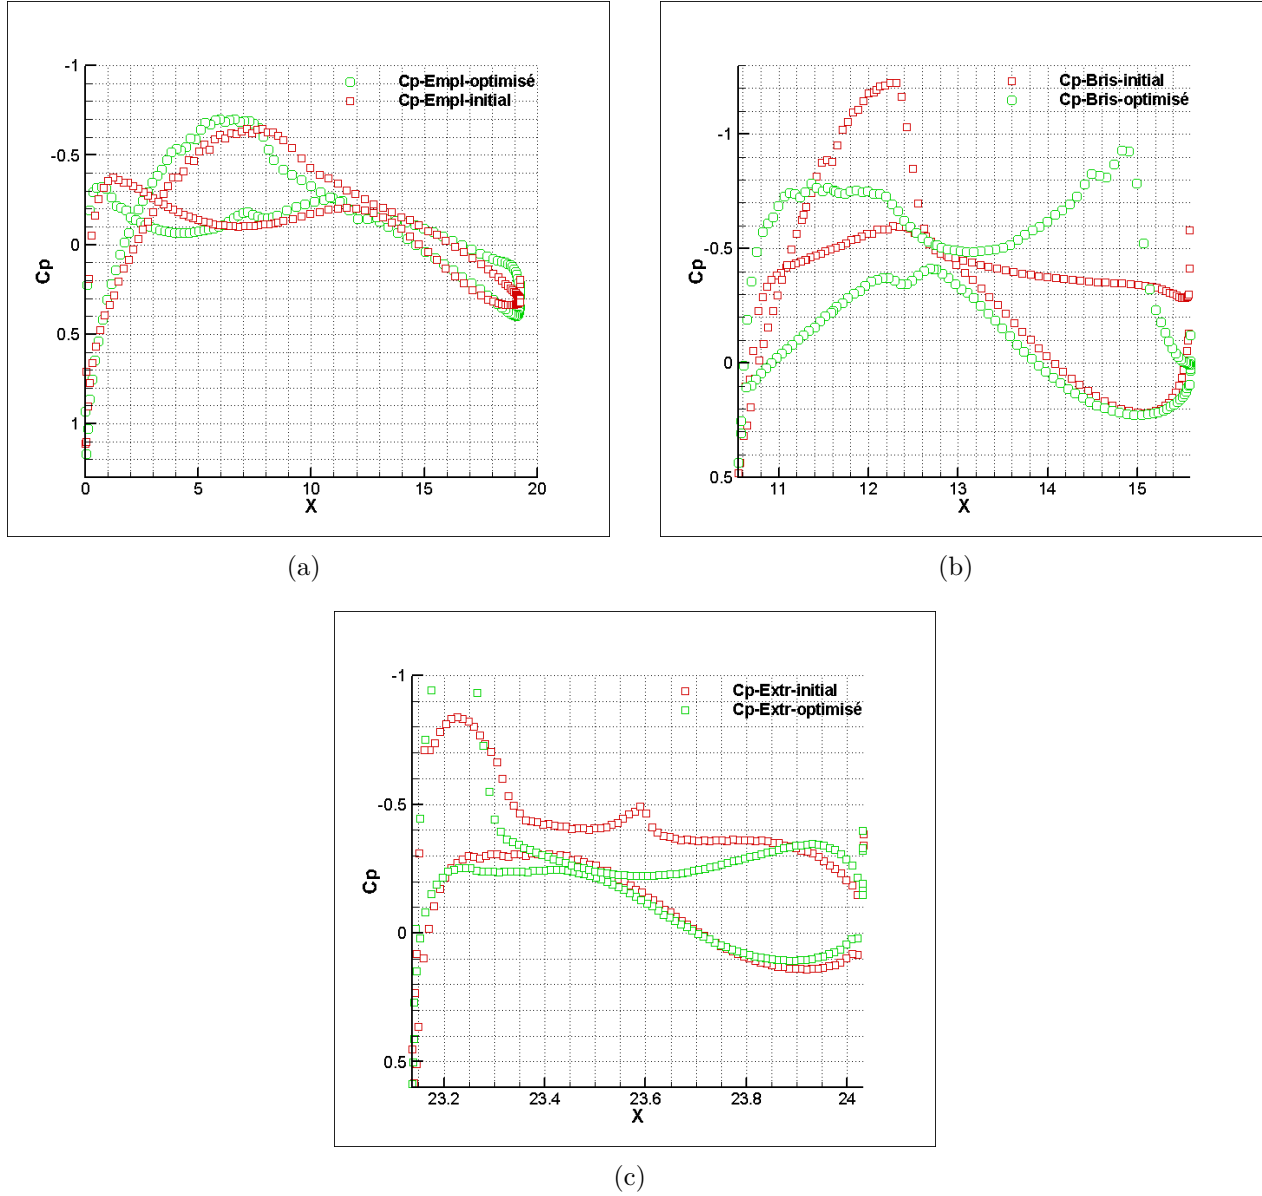 -1
-0.5
0
0.5
1
Cp
0 5 10 15 20
X
Cp-Empl-optimisé
Cp-Empl-initial
(a)
-1
-0.5
0
0.5
Cp
11 12 13 14 15
X
Cp-Bris-initial
Cp-Bris-optimisé
(b)
-1
-0.5
0
0.5
Cp
23.2 23.4 23.6 23.8 24
X
Cp-Extr-initial
Cp-Extr-optimisé
(c)